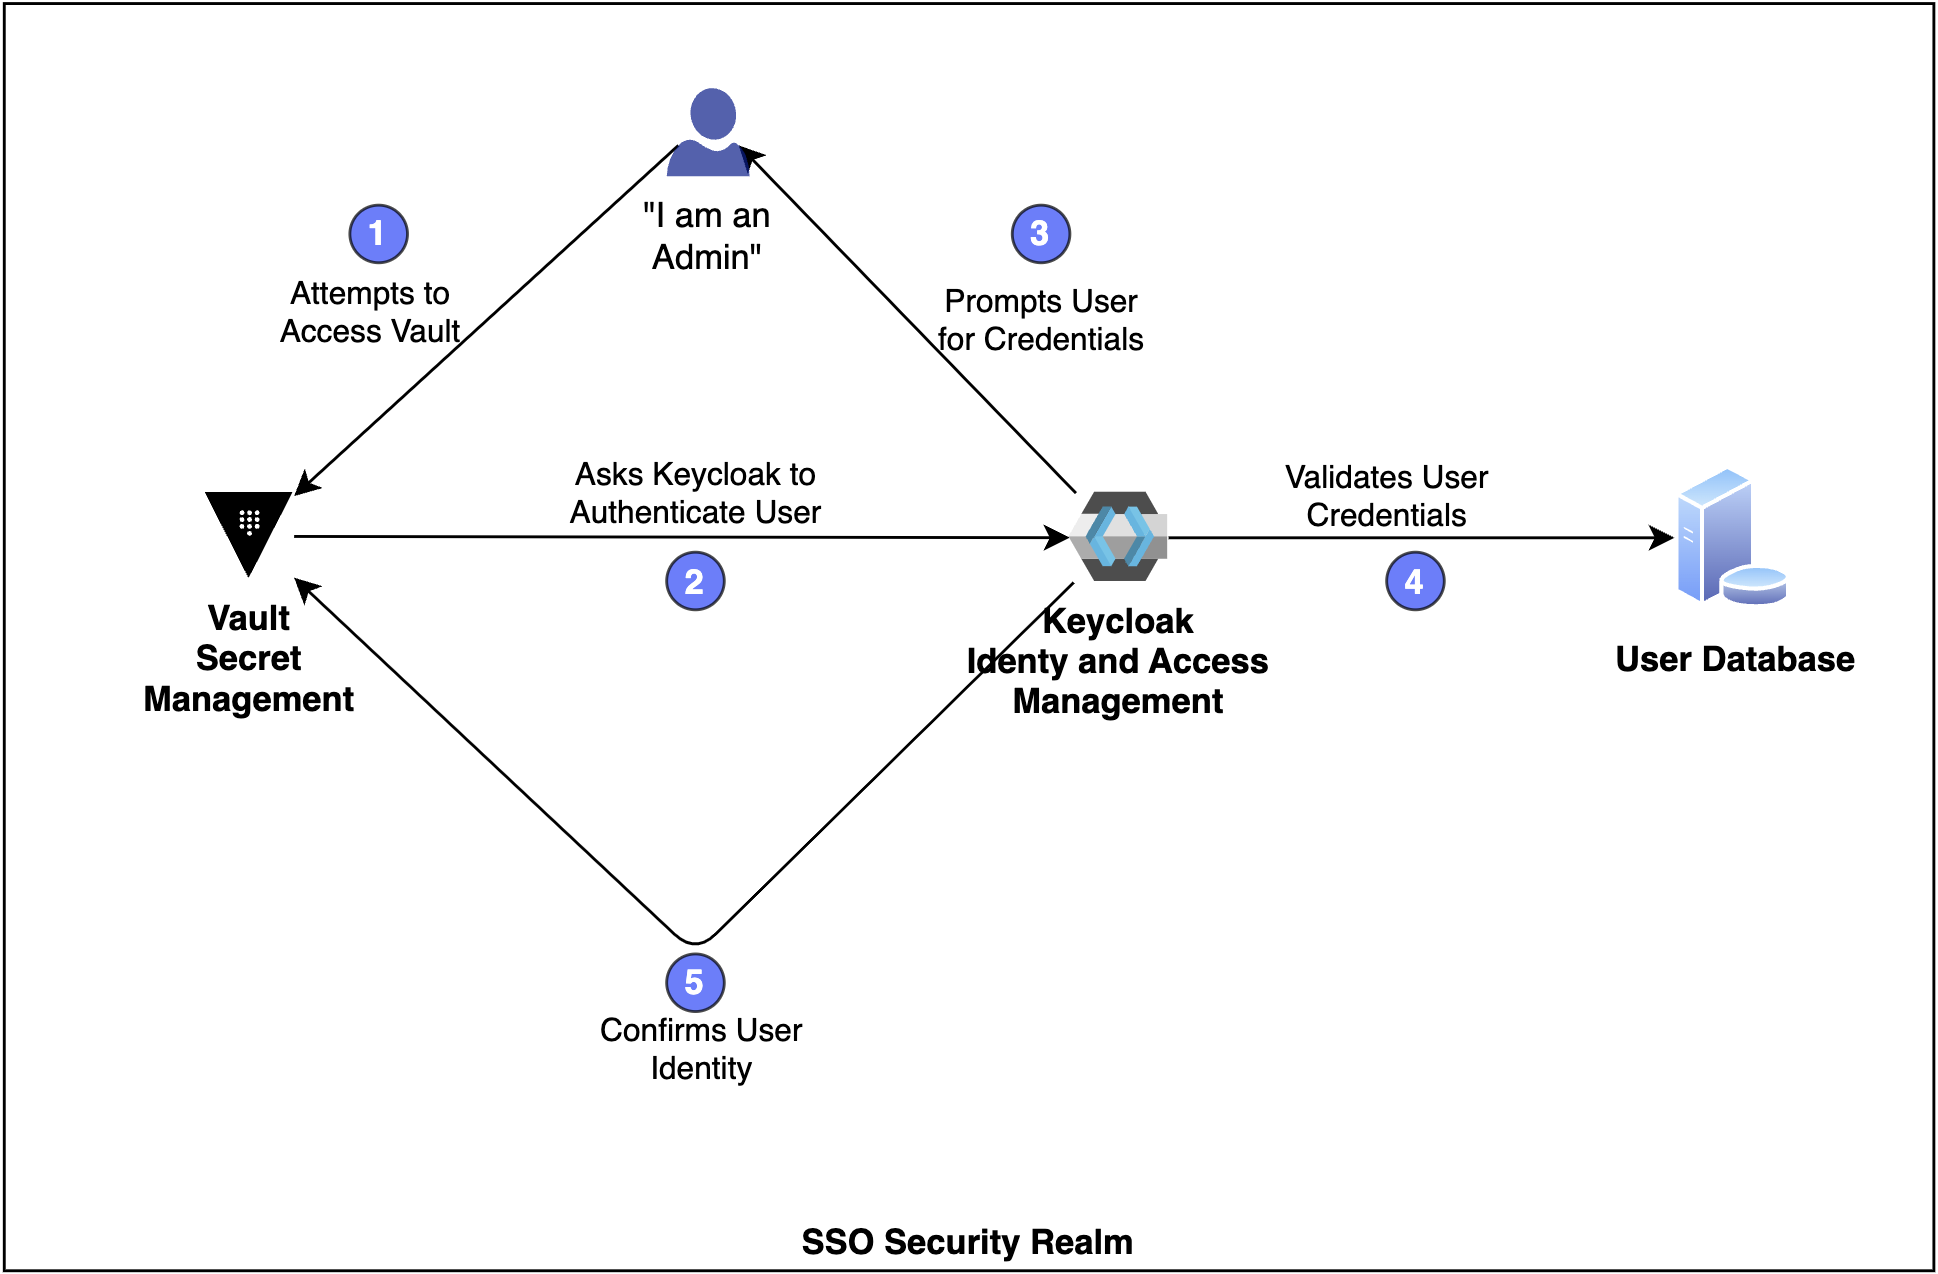 "I am an
Admin"
1
Attempts to
Access Vault
3
Prompts User
for Credentials
Asks Keycloak to
Authenticate User
2
Validates User
Credentials
4
Vault
Secret
Management
Keycloak
Identy and Access
Management
User Database
5
Confirms User
Identity
SSO Security Realm